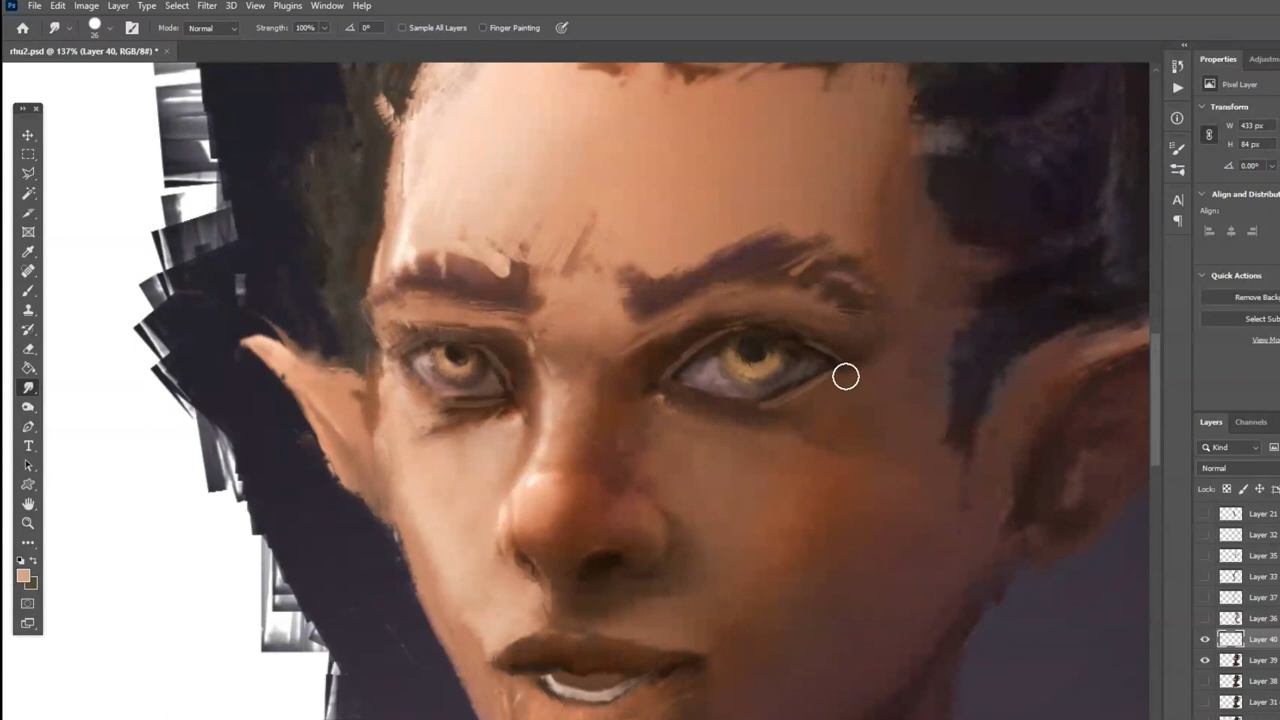 Ps File Edit Image Layer Type Select Filter 3D View Plugins Window Help
26 Mode: Normal Strength: 100% 0° Sample All Layers Finger Painting
rhu2.psd @ 137% (Layer 40, RGB/8#) *
Properties Adjustm
Pixel Layer
Transform
W 433 px
H 84 px
0.00°
Align and Distribut
Align:
Quick Actions
Remove Back
Select Sub
View Mo
Layers Channels
Kind
Normal
Lock:
Layer 21
Layer 32
Layer 35
Layer 33
Layer 37
Layer 36
Layer 40
Layer 39
Layer 38
Layer 31